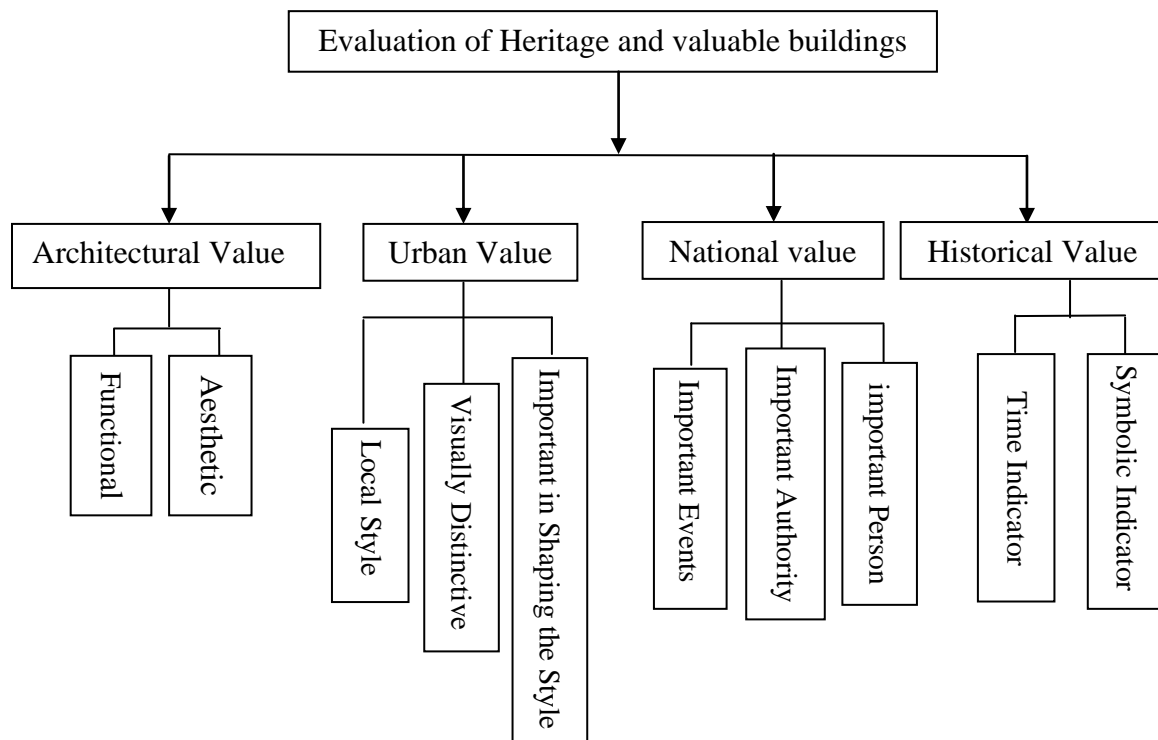 Evaluation of Heritage and valuable buildings
Architectural Value
Urban Value
National value
Historical Value
Functional
Aesthetic
Local Style
Visually Distinctive
Important in Shaping the Style
Important Events
Important Authority
important Person
Time Indicator
Symbolic Indicator